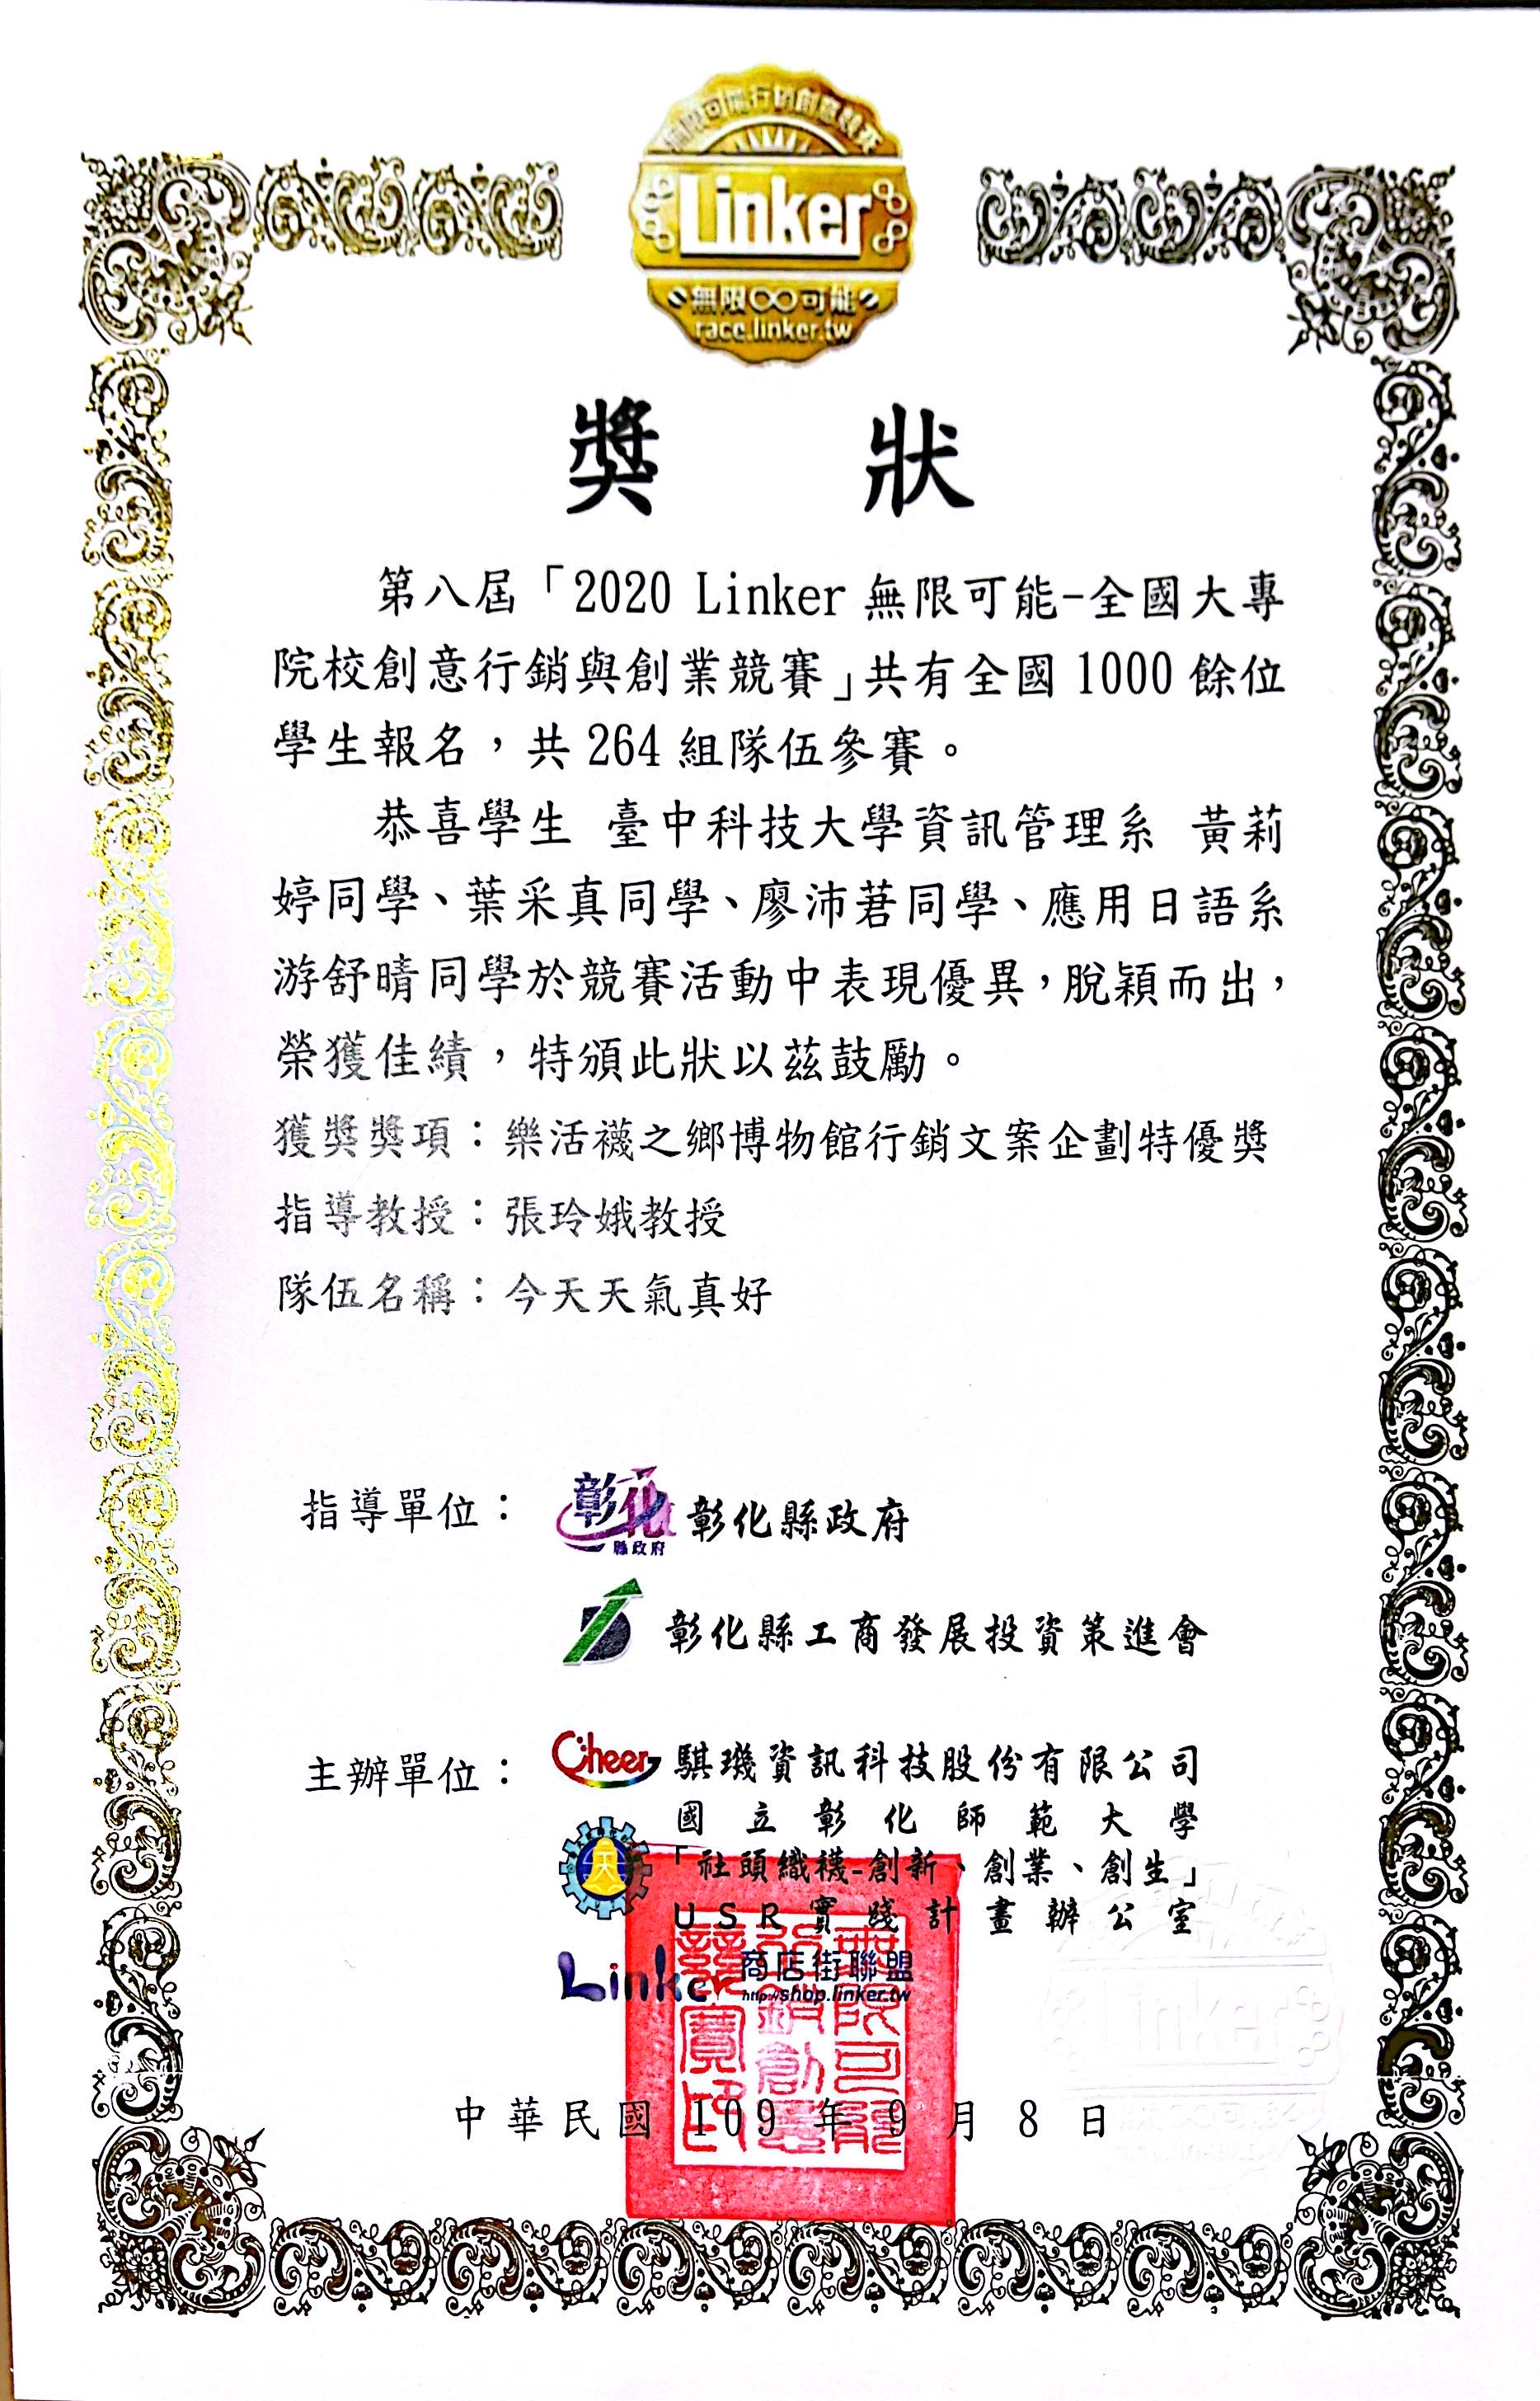 無限可能行銷創意競賽
Linker
無限∞可能
race.linker.tw
獎 狀
第八屆「2020 Linker 無限可能-全國大專
院校創意行銷與創業競賽」共有全國 1000 餘位
學生報名，共 264 組隊伍參賽。
恭喜學生 臺中科技大學資訊管理系 黃莉
婷同學、葉采真同學、廖沛莙同學、應用日語系
游舒晴同學於競賽活動中表現優異，脫穎而出，
榮獲佳績，特頒此狀以茲鼓勵。
獲獎獎項：樂活襪之鄉博物館行銷文案企劃特優獎
指導教授：張玲娥教授
隊伍名稱：今天天氣真好
指導單位：
彰化
縣政府
彰化縣政府
彰化縣工商發展投資策進會
主辦單位：
Cheer
騏璣資訊科技股份有限公司
國立彰化師範大學
「社頭織襪-創新、創業、創生」
USR實踐計畫辦公室
Linker 商店街聯盟
http://shop.linker.tw
無限可能
行銷創意
競賽印
中華民國 109 年 9 月 8 日